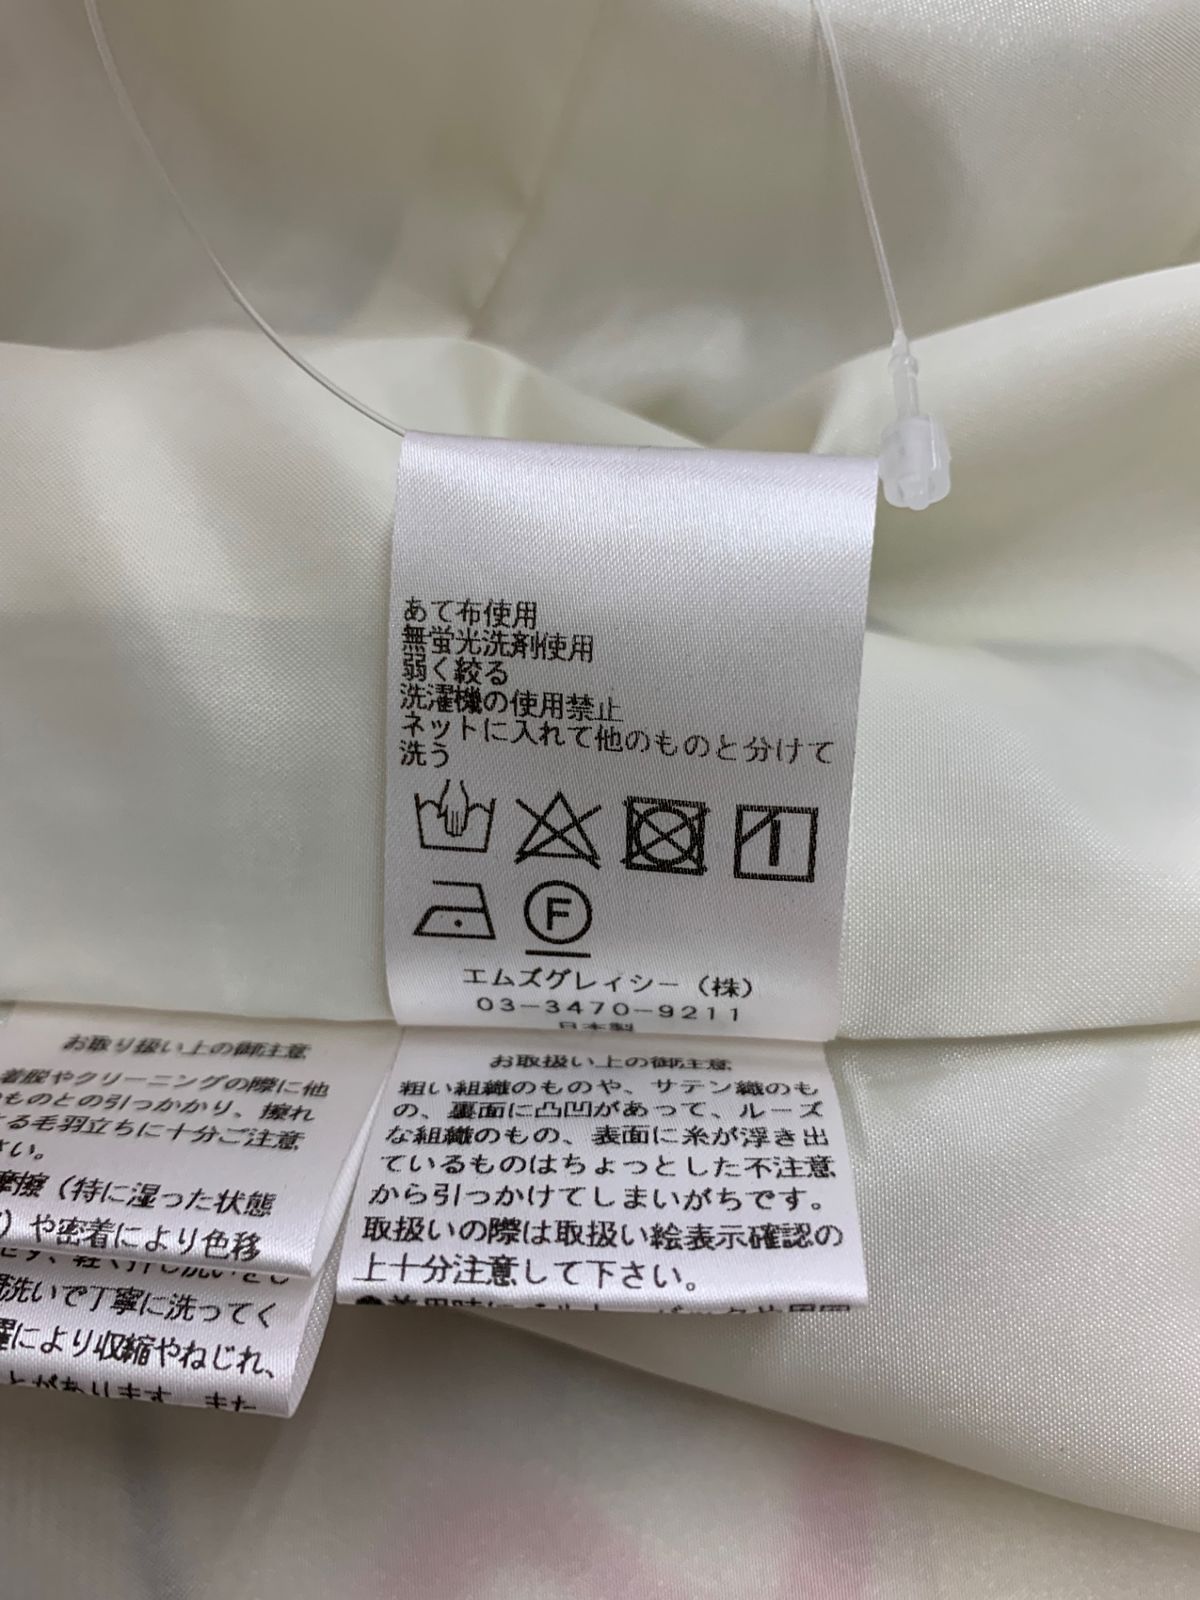 あて布使用
無蛍光洗剤使用
弱く絞る
洗濯機の使用禁止
ネットに入れて他のものと分けて
洗う
F
エムズグレィシー（株）
03-3470-9211
日本製
お取り扱い上の御注意
着脱やクリーニングの際に他
ものとの引っかかり、擦れ
る毛羽立ちに十分ご注意
さい。
摩擦（特に湿った状態
）や密着により色移
洗いで丁寧に洗ってく
により収縮やねじれ、
とがあります。また
お取扱い上の御注意
粗い組織のものや、サテン織のも
の、裏面に凸凹があって、ルーズ
な組織のもの、表面に糸が浮き出
ているものはちょっとした不注意
から引っかけてしまいがちです。
取扱いの際は取扱い絵表示確認の
上十分注意して下さい。